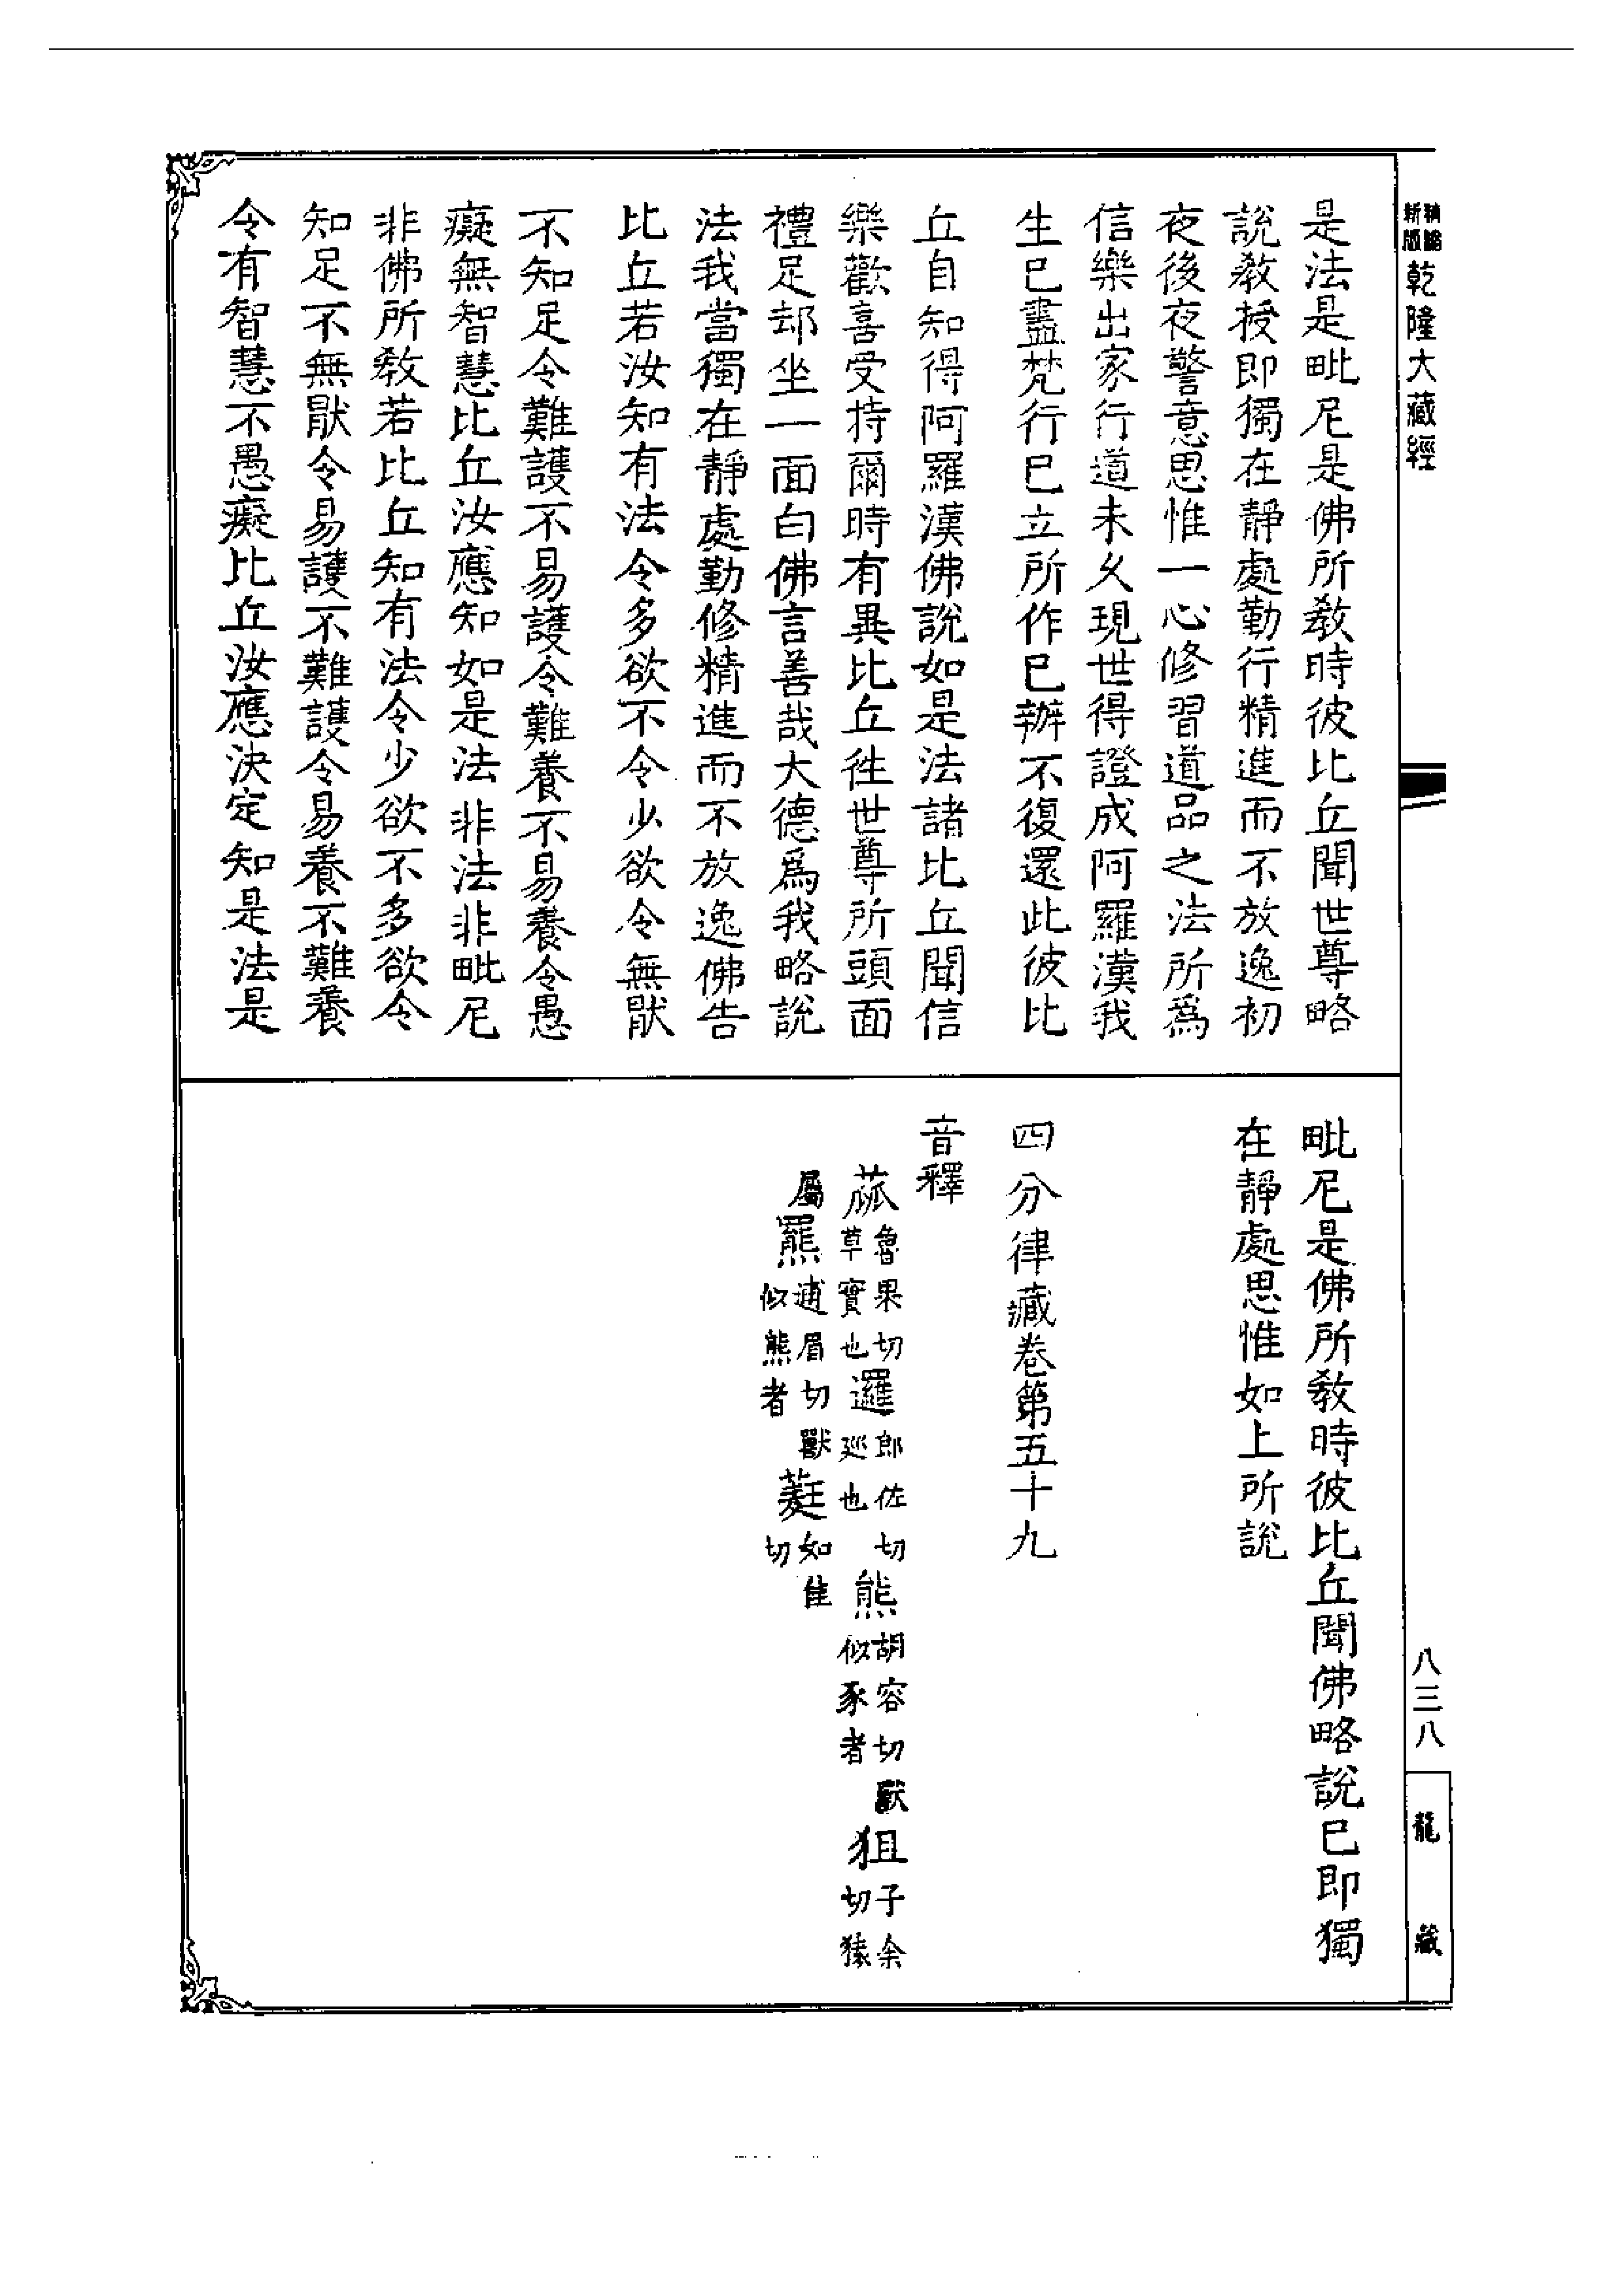 新版精縮乾隆大藏經
是法是毗尼是佛所教時彼比丘聞世尊略
說教授即獨在靜處勤行精進而不放逸初
夜後夜警意思惟一心修習道品之法所為
信樂出家行道未久現世得證成阿羅漢我
生已盡梵行已立所作已辦不復還此彼比
丘自知得阿羅漢佛說如是法諸比丘聞信
樂歡喜受持爾時有異比丘往世尊所頭面
禮足却坐一面白佛言善哉大德為我略說
法我當獨在靜處勤修精進而不放逸佛告
比丘若汝知有法令多欲不令少欲令無猒
不知足令難護不易護令難養不易養令愚
癡無智慧比丘汝應知如是法非法非毗尼
非佛所教若比丘知有法令少欲不多欲令
知足不無猒令易護不難護令易養不難養
令有智慧不愚癡比丘汝應決定知是法是
毗尼是佛所教時彼比丘聞佛略說已即獨
在靜處思惟如上所說
四分律藏卷第五十九
音釋
蓏魯果切草實也邏郎佐切巡也熊胡容切獸似豕者狙子余切猿
屬羆逋眉切獸似熊者蕤如隹切
八三八
龍藏